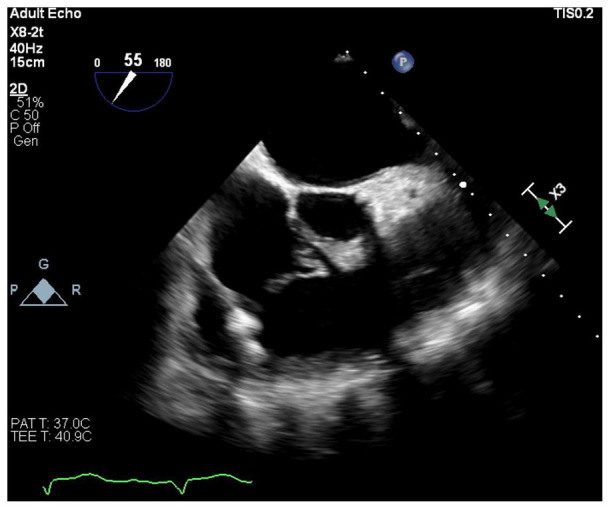 Adult Echo
TIS0.2
X8-2t
40Hz
15cm
0 55 180
P
2D
51%
C 50
P Off
Gen
X3
G
P R
PAT T: 37.0C
TEE T: 40.9C